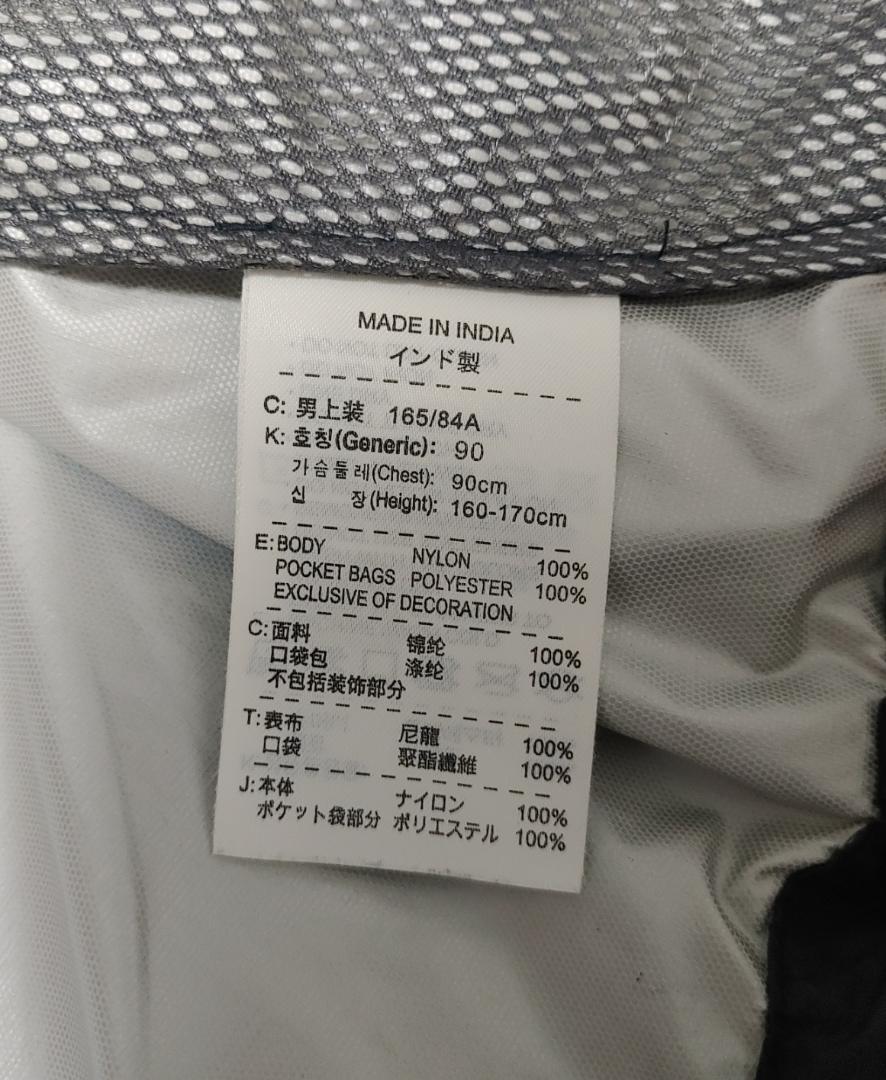 MADE IN INDIA
インド製
C: 男上装 165/84A
K: 호칭(Generic): 90
가슴둘레(Chest): 90cm
신 장(Height): 160-170cm
E: BODY NYLON 100%
POCKET BAGS POLYESTER 100%
EXCLUSIVE OF DECORATION
C: 面料 锦纶 100%
口袋包 涤纶 100%
不包括装饰部分
T: 表布 尼龍 100%
口袋 聚酯纖維 100%
J: 本体 ナイロン 100%
ポケット袋部分 ポリエステル 100%